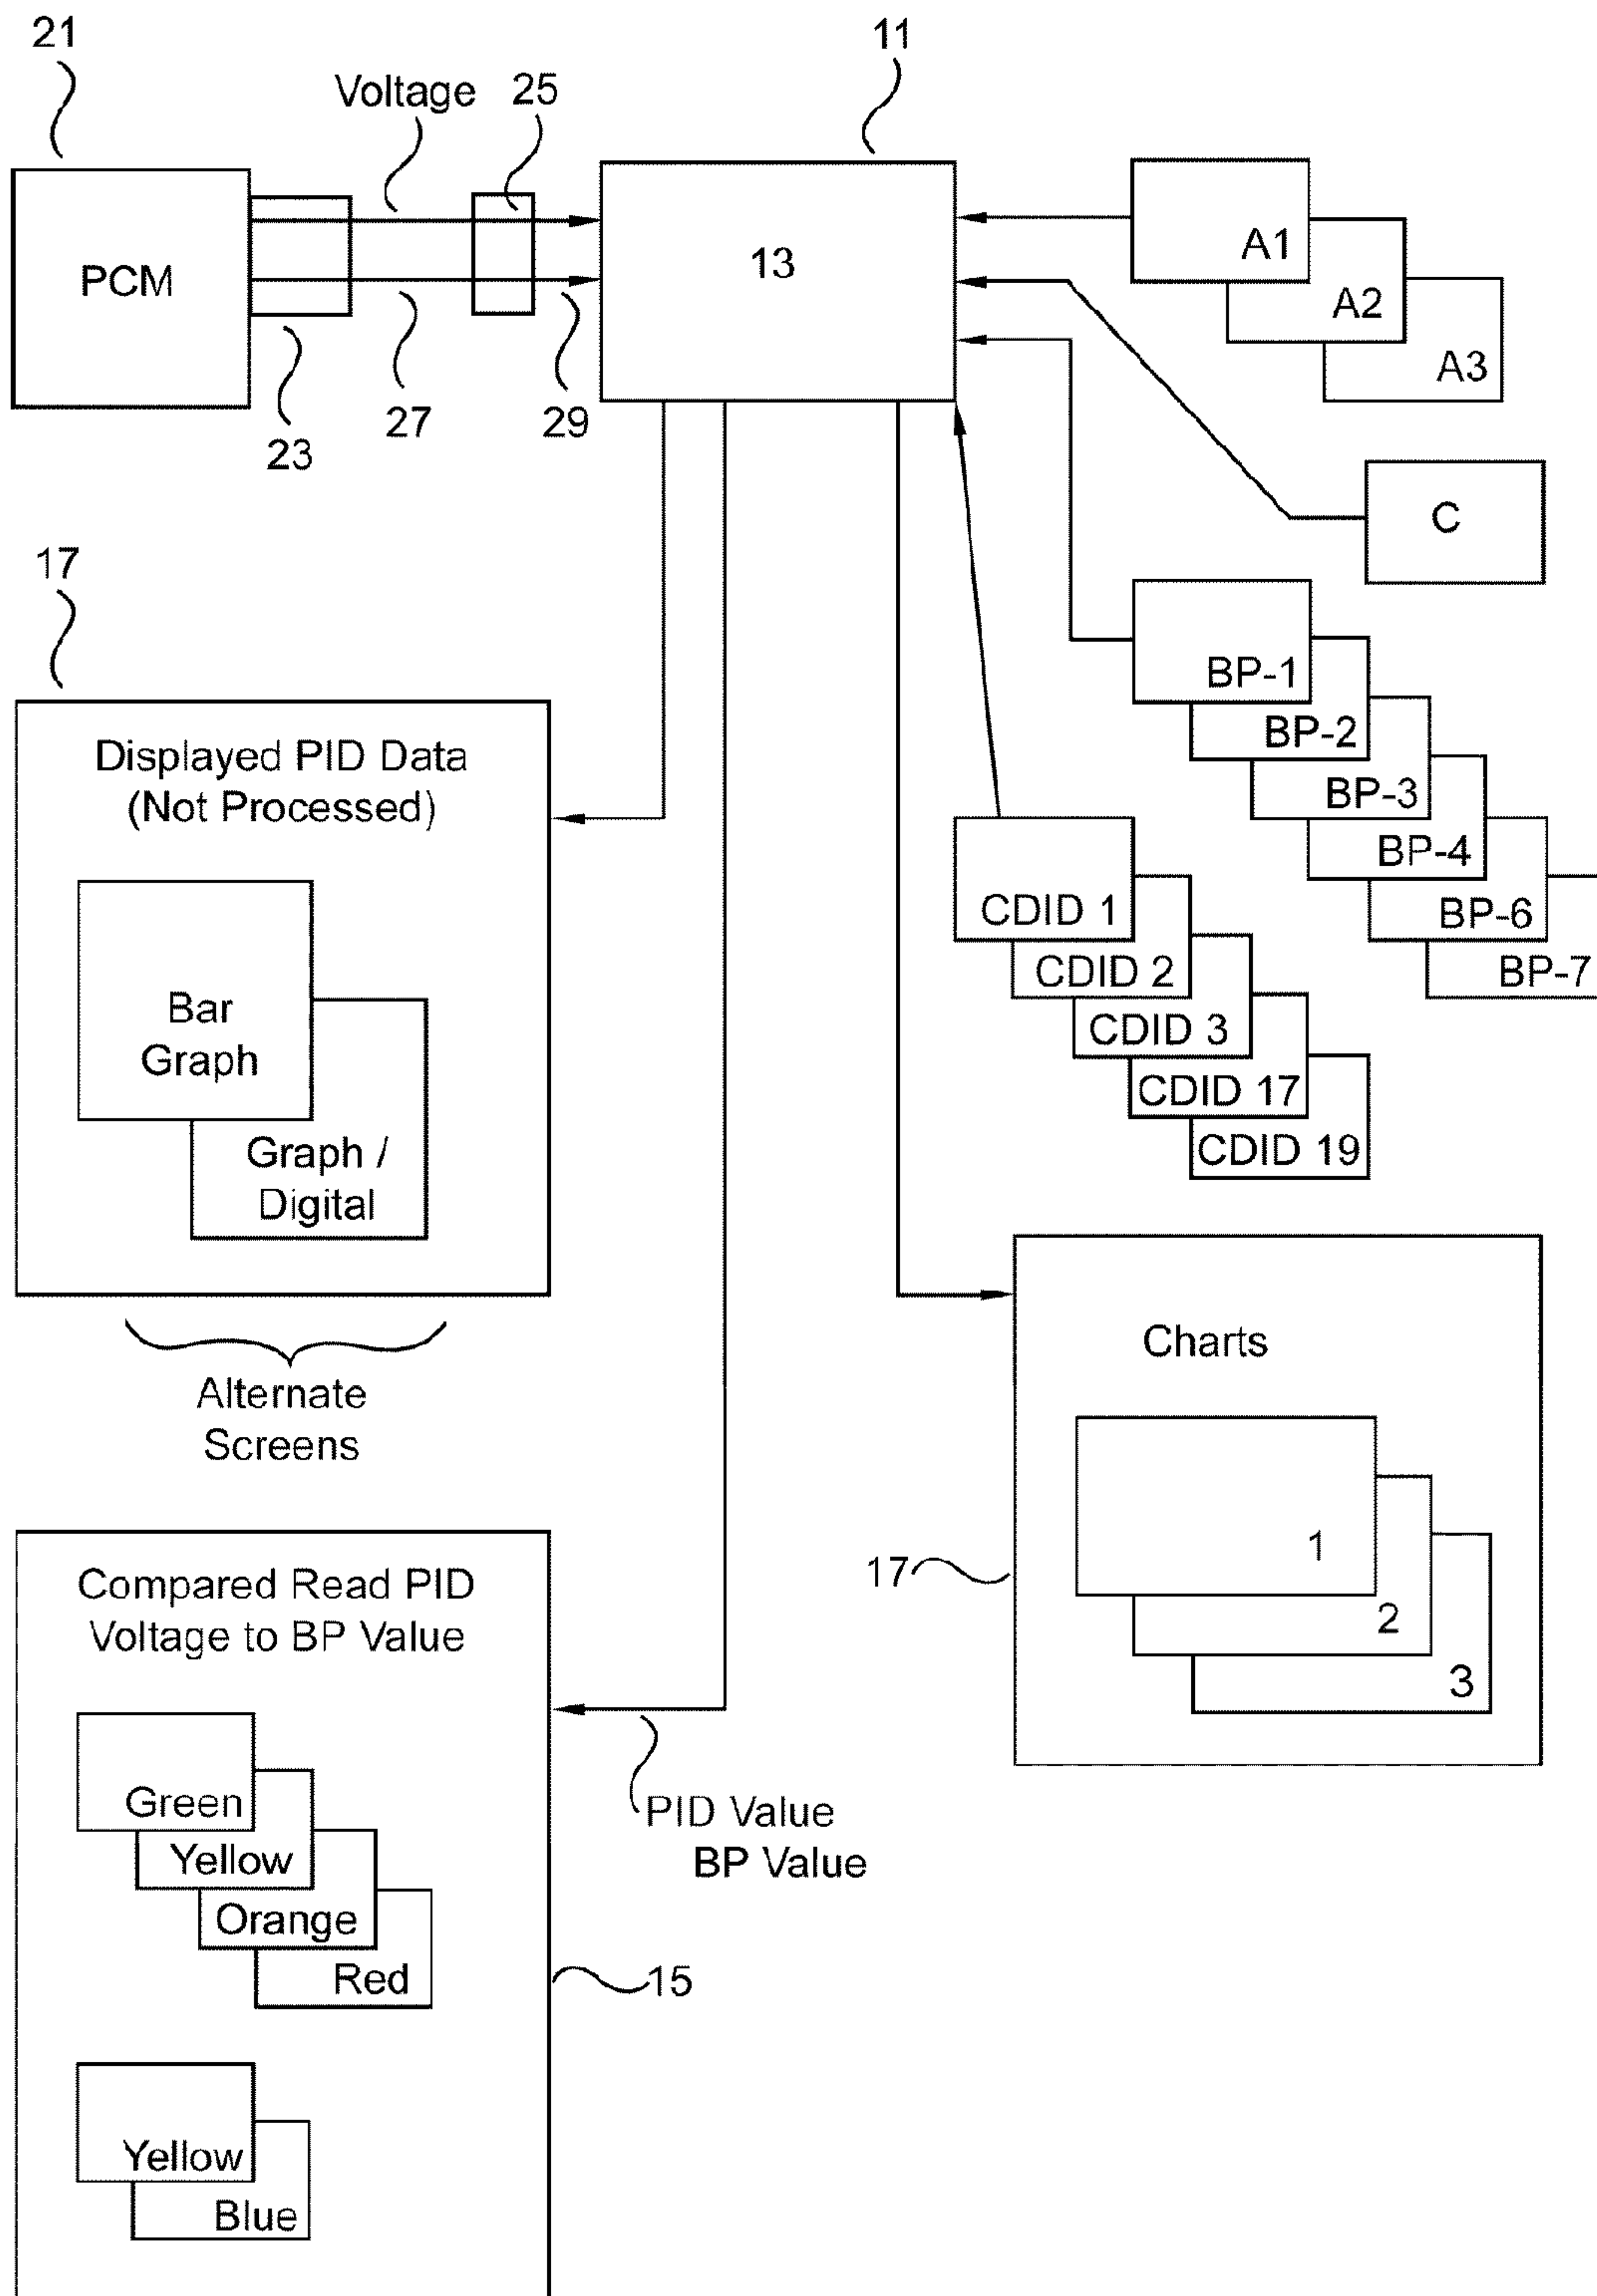 21
11
Voltage 25
PCM
13
A1
A2
A3
23
27
29
C
17
Displayed PID Data
(Not Processed)
Bar
Graph
Graph /
Digital
Alternate
Screens
BP-1
BP-2
BP-3
BP-4
BP-6
BP-7
CDID 1
CDID 2
CDID 3
CDID 17
CDID 19
Charts
1
2
3
17
Compared Read PID
Voltage to BP Value
Green
Yellow
Orange
Red
Yellow
Blue
PID Value
BP Value
15